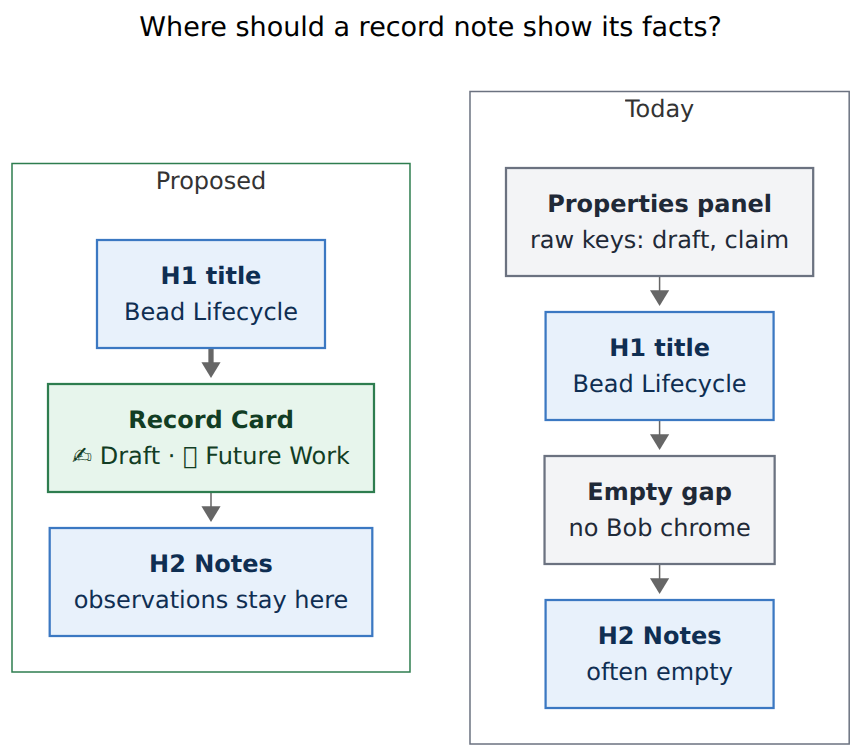 Where should a record note show its facts?
Proposed
H1 title
Bead Lifecycle
Record Card
✍ Draft · Future Work
H2 Notes
observations stay here
Today
Properties panel
raw keys: draft, claim
H1 title
Bead Lifecycle
Empty gap
no Bob chrome
H2 Notes
often empty